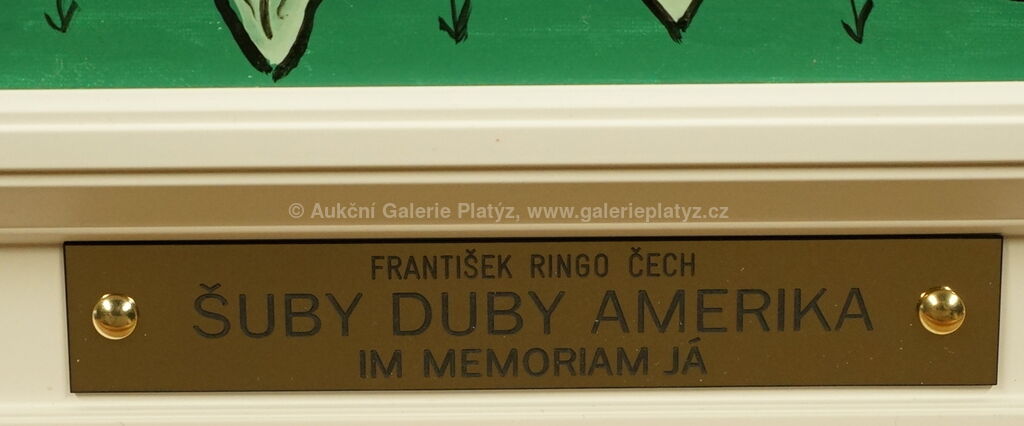 © Aukční Galerie Platýz, www.galerieplatyz.cz
FRANTIŠEK RINGO ČECH
ŠUBY DUBY AMERIKA
IM MEMORIAM JÁ